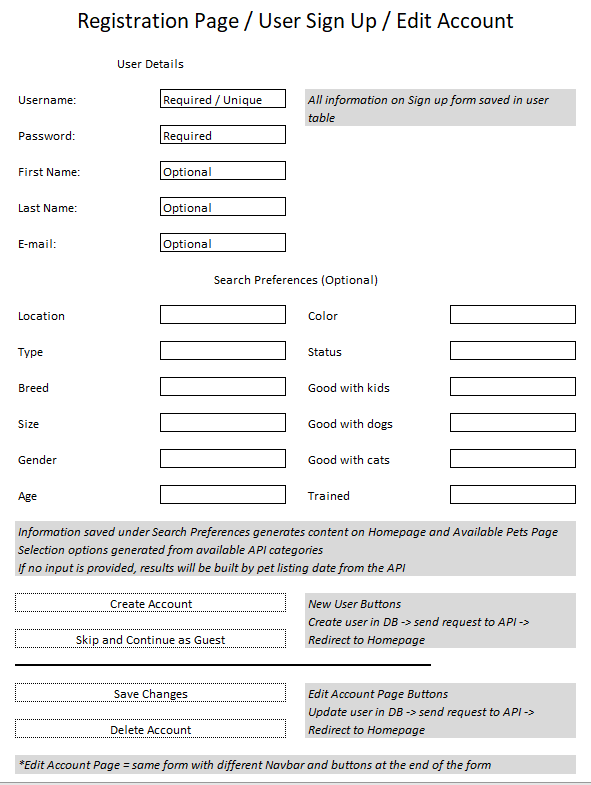 Registration Page / User Sign Up / Edit Account
User Details
Username:
Required / Unique
All information on Sign up form saved in user
table
Password:
Required
First Name:
Optional
Last Name:
Optional
E-mail:
Optional
Search Preferences (Optional)
Location
Color
Type
Status
Breed
Good with kids
Size
Good with dogs
Gender
Good with cats
Age
Trained
Information saved under Search Preferences generates content on Homepage and Available Pets Page
Selection options generated from available API categories
If no input is provided, results will be built by pet listing date from the API
Create Account
Skip and Continue as Guest
New User Buttons
Create user in DB -> send request to API ->
Redirect to Homepage
Save Changes
Delete Account
Edit Account Page Buttons
Update user in DB -> send request to API ->
Redirect to Homepage
*Edit Account Page = same form with different Navbar and buttons at the end of the form